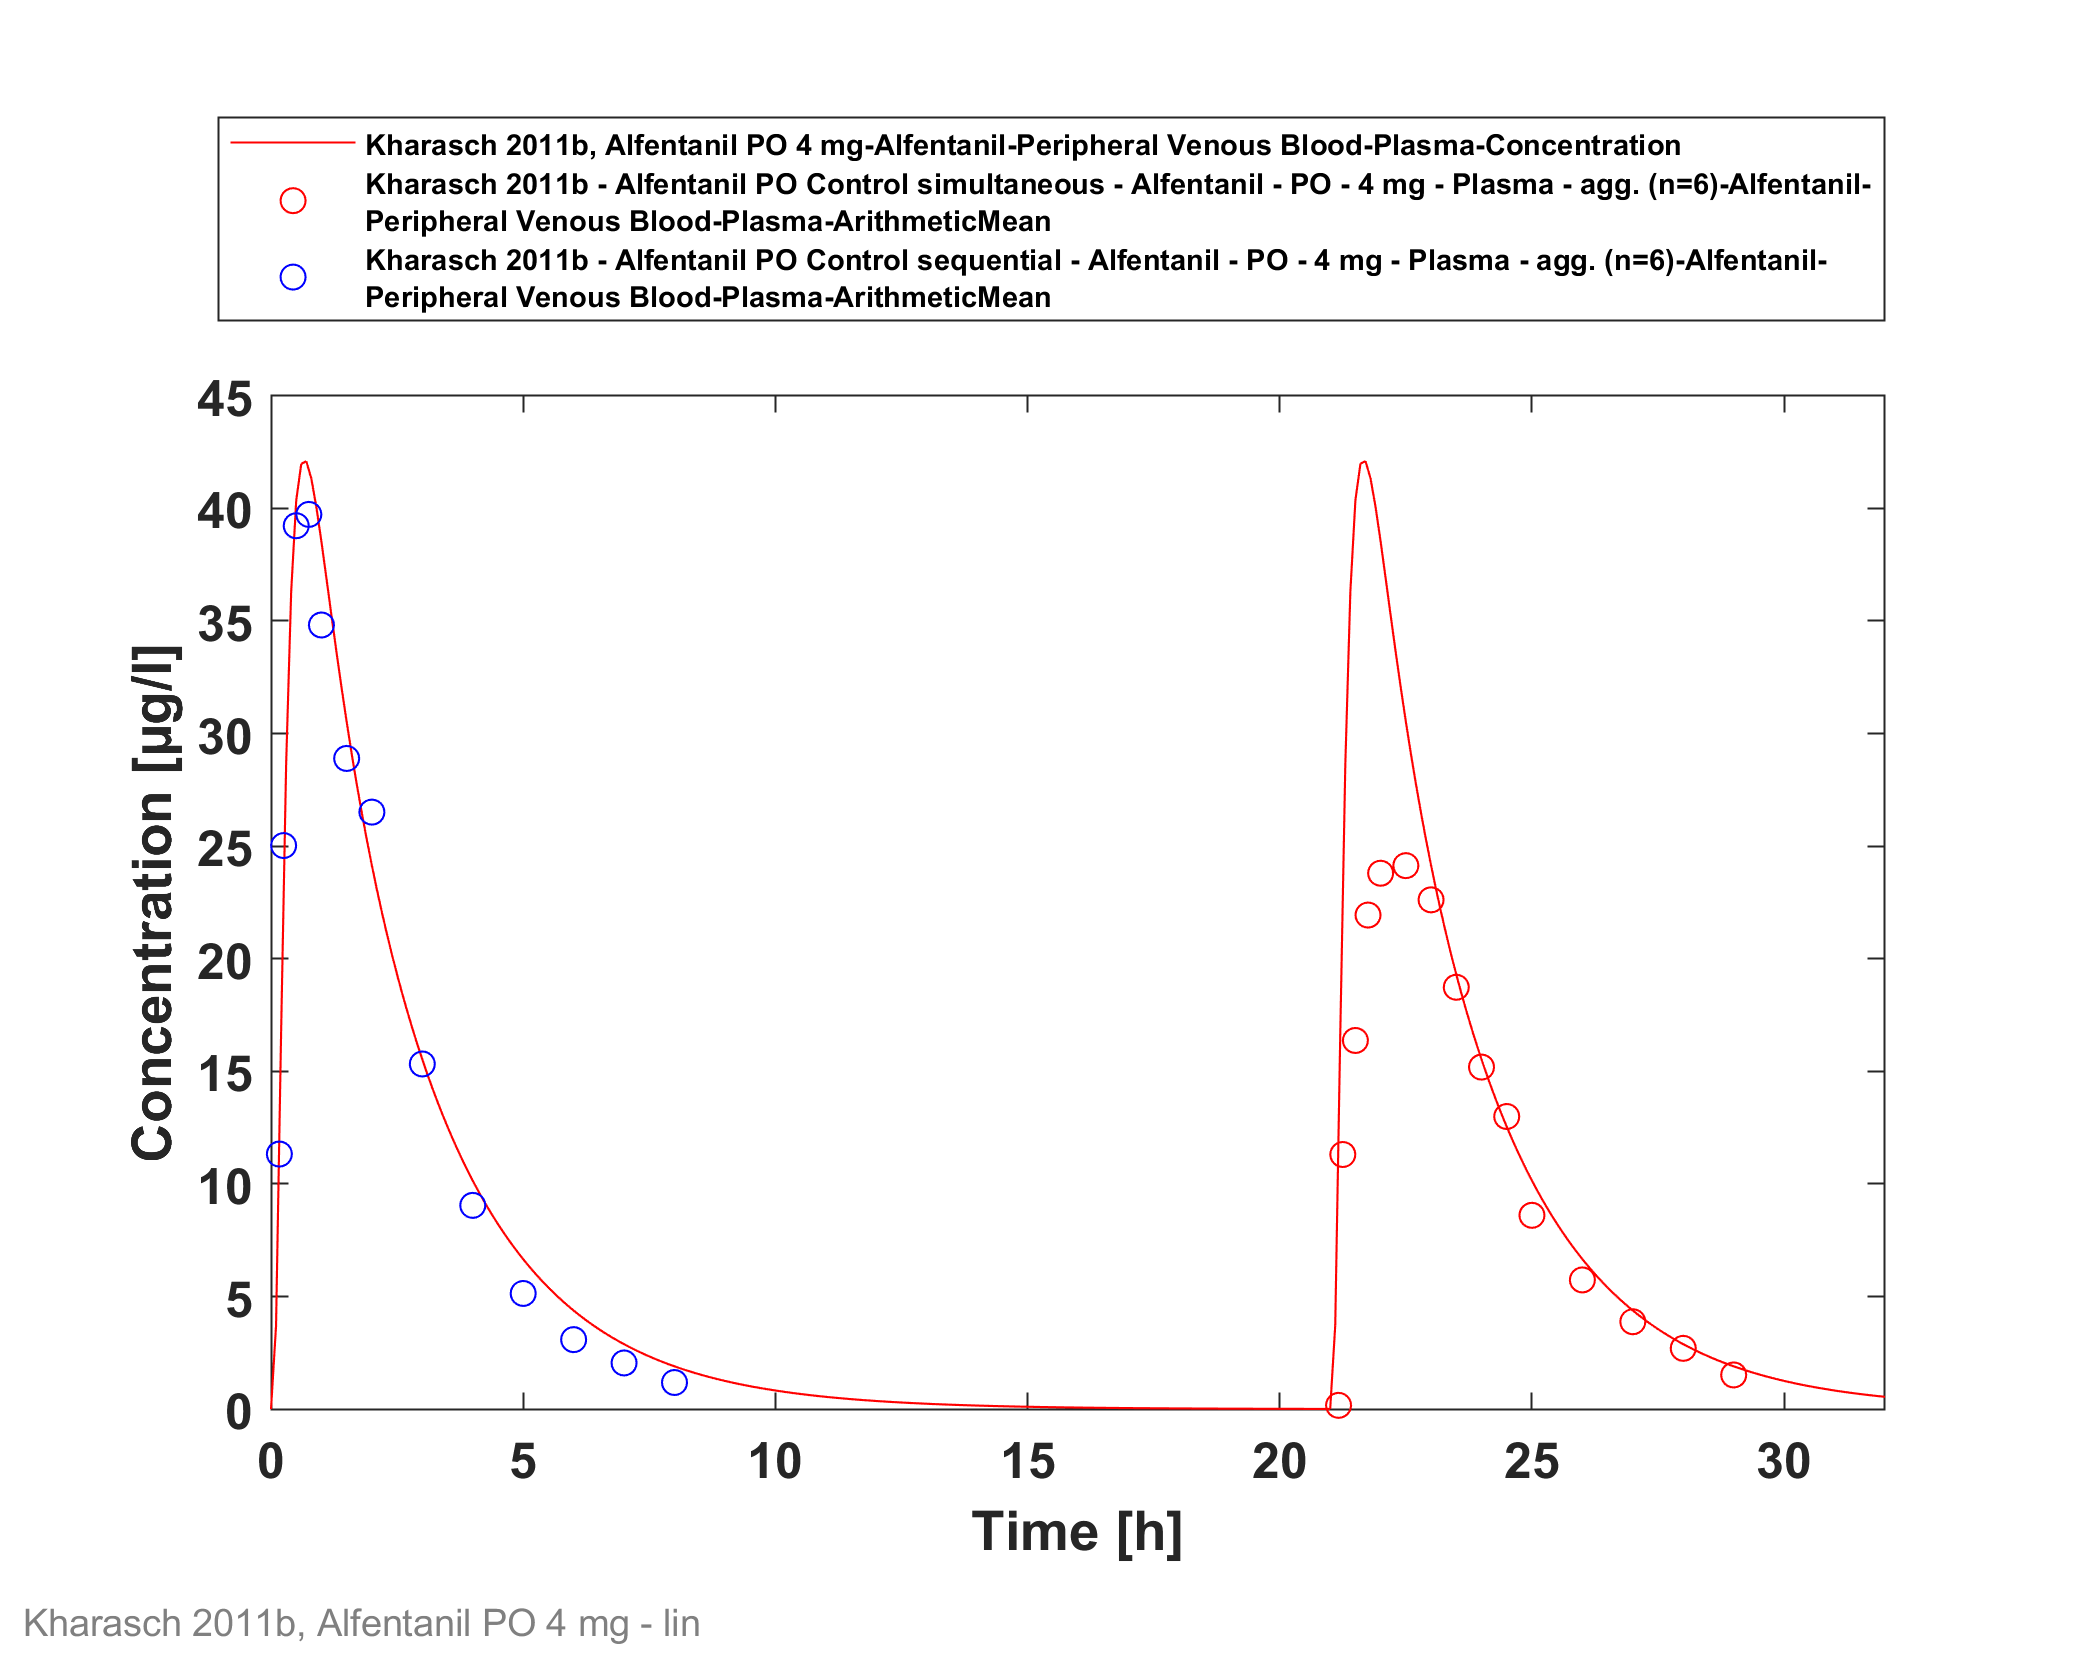 Kharasch 2011b, Alfentanil PO 4 mg-Alfentanil-Peripheral Venous Blood-Plasma-Concentration
Kharasch 2011b - Alfentanil PO Control simultaneous - Alfentanil - PO - 4 mg - Plasma - agg. (n=6)-Alfentanil-
Peripheral Venous Blood-Plasma-ArithmeticMean
Kharasch 2011b - Alfentanil PO Control sequential - Alfentanil - PO - 4 mg - Plasma - agg. (n=6)-Alfentanil-
Peripheral Venous Blood-Plasma-ArithmeticMean
45
40
35
30
25
20
15
10
5
0
Concentration [µg/l]
0 5 10 15 20 25 30
Time [h]
Kharasch 2011b, Alfentanil PO 4 mg - lin